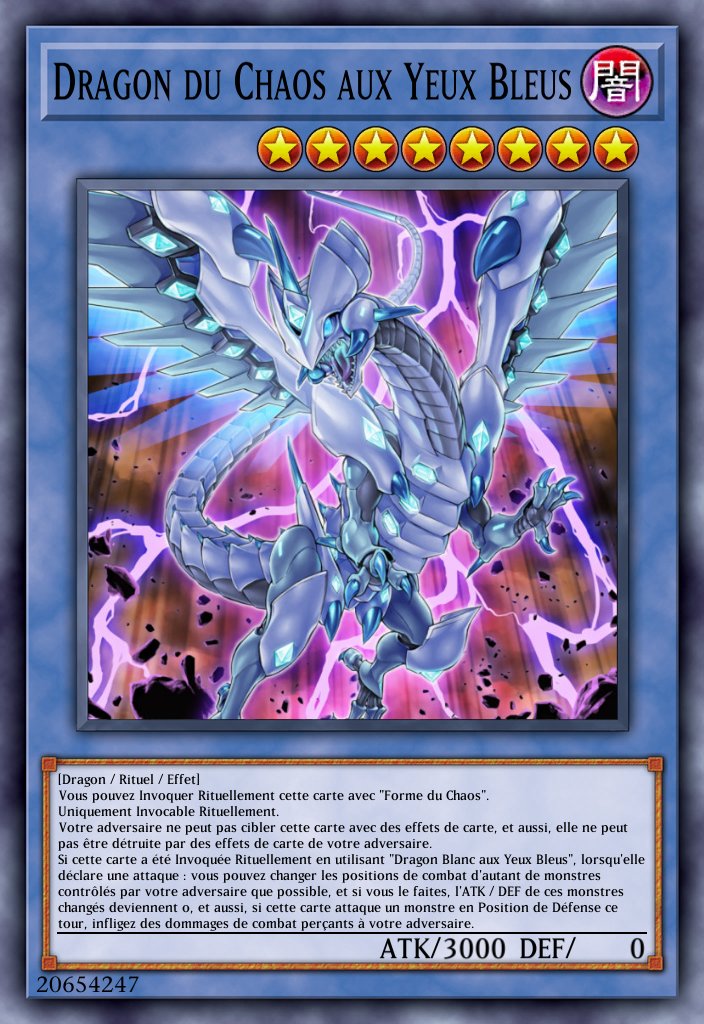 Dragon du Chaos aux Yeux Bleus 闇
[Dragon / Rituel / Effet]
Vous pouvez Invoquer Rituellement cette carte avec "Forme du Chaos".
Uniquement Invocable Rituellement.
Votre adversaire ne peut pas cibler cette carte avec des effets de carte, et aussi, elle ne peut
pas être détruite par des effets de carte de votre adversaire.
Si cette carte a été Invoquée Rituellement en utilisant "Dragon Blanc aux Yeux Bleus", lorsqu'elle
déclare une attaque : vous pouvez changer les positions de combat d'autant de monstres
contrôlés par votre adversaire que possible, et si vous le faites, l'ATK / DEF de ces monstres
changés deviennent 0, et aussi, si cette carte attaque un monstre en Position de Défense ce
tour, infligez des dommages de combat perçants à votre adversaire.
ATK/3000 DEF/ 0
20654247